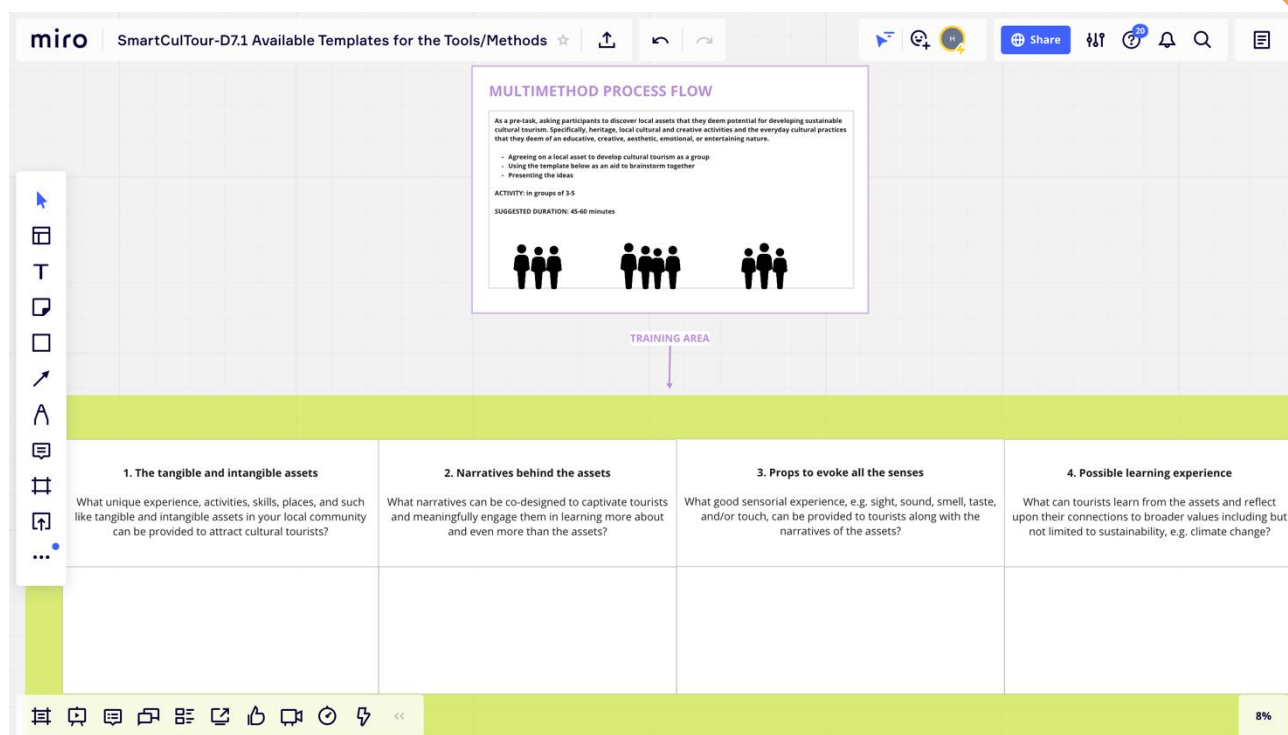 miro
SmartCulTour-D7.1 Available Templates for the Tools/Methods
H
Share
20
MULTIMETHOD PROCESS FLOW
As a pre-task, asking participants to discover local assets that they deem potential for developing sustainable
cultural tourism. Specifically, heritage, local cultural and creative activities and the everyday cultural practices
that they deem of an educative, creative, aesthetic, emotional, or entertaining nature.
- Agreeing on a local asset to develop cultural tourism as a group
- Using the template below as an aid to brainstorm together
- Presenting the ideas
ACTIVITY: in groups of 3-5
SUGGESTED DURATION: 45-60 minutes
TRAINING AREA
1. The tangible and intangible assets
What unique experience, activities, skills, places, and such
like tangible and intangible assets in your local community
can be provided to attract cultural tourists?
2. Narratives behind the assets
What narratives can be co-designed to captivate tourists
and meaningfully engage them in learning more about
and even more than the assets?
3. Props to evoke all the senses
What good sensorial experience, e.g. sight, sound, smell, taste,
and/or touch, can be provided to tourists along with the
narratives of the assets?
4. Possible learning experience
What can tourists learn from the assets and reflect
upon their connections to broader values including but
not limited to sustainability, e.g. climate change?
8%